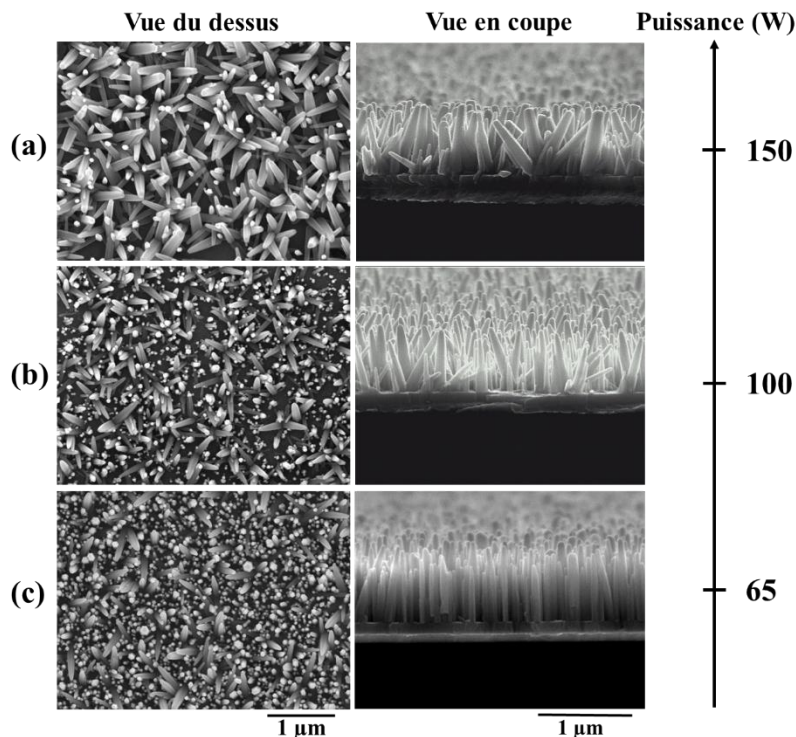 Vue du dessus
Vue en coupe
Puissance (W)
(a)
150
(b)
100
(c)
65
1 µm
1 µm